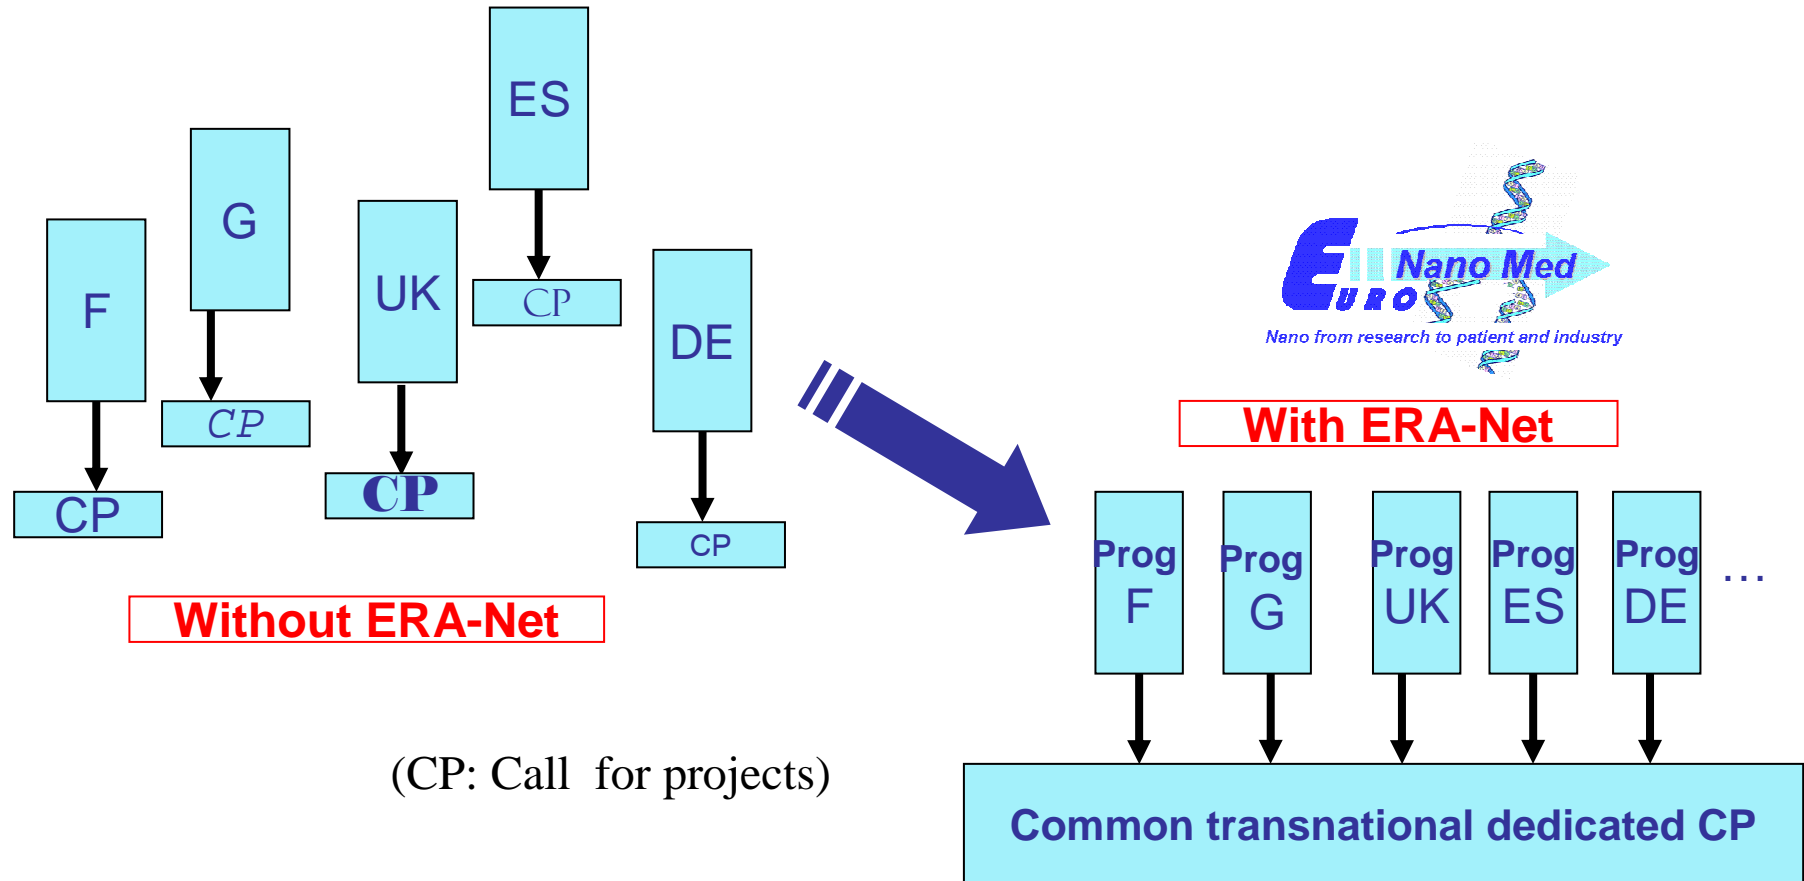 ES
G
UK
F
DE
CP
CP
CP
CP
CP
Without ERA-Net
(CP: Call for projects)
Euro Nano Med
Nano from research to patient and industry
With ERA-Net
Prog F
Prog G
Prog UK
Prog ES
Prog DE
...
Common transnational dedicated CP